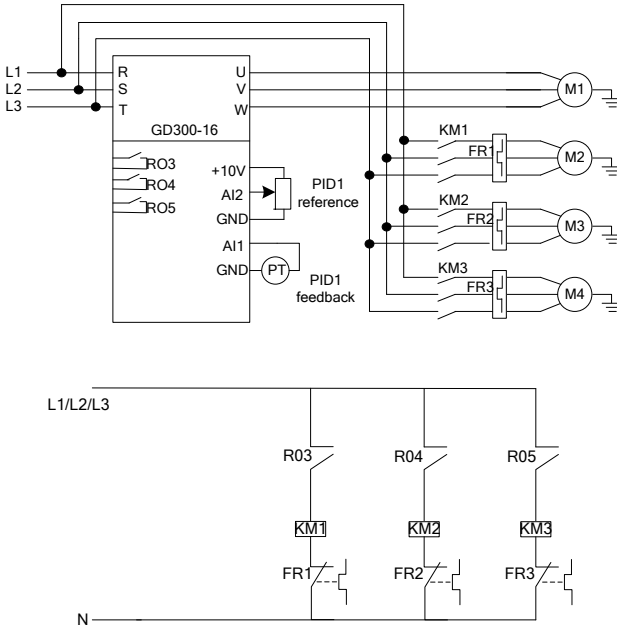 L1
L2
L3
R
S
T
U
V
W
GD300-16
M1
KM1
FR1
M2
RO3
RO4
RO5
+10V
AI2
GND
PID1
reference
AI1
GND
PT
PID1
feedback
KM2
FR2
M3
KM3
FR3
M4
L1/L2/L3
R03
R04
R05
KM1
KM2
KM3
FR1
FR2
FR3
N